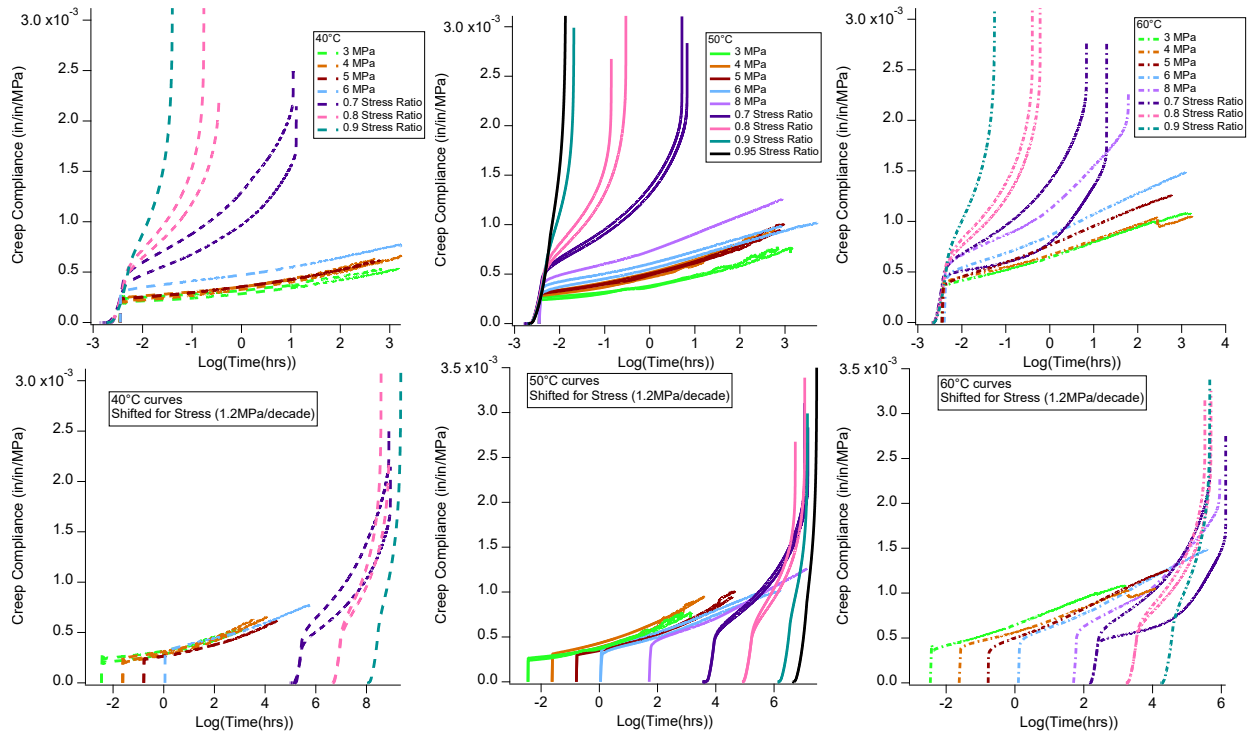 3.0 x10⁻³
2.5
2.0
1.5
1.0
0.5
0.0
Creep Compliance (in/in/MPa)
-3
-2
-1
0
1
2
3
Log(Time(hrs))
40°C
3 MPa
4 MPa
5 MPa
6 MPa
0.7 Stress Ratio
0.8 Stress Ratio
0.9 Stress Ratio
3.0 x10⁻³
2.5
2.0
1.5
1.0
0.5
0.0
Creep Compliance (in/in/MPa)
-3
-2
-1
0
1
2
3
Log(Time(hrs))
50°C
3 MPa
4 MPa
5 MPa
6 MPa
8 MPa
0.7 Stress Ratio
0.8 Stress Ratio
0.9 Stress Ratio
0.95 Stress Ratio
3.0 x10⁻³
2.5
2.0
1.5
1.0
0.5
0.0
Creep Compliance (in/in/MPa)
-3
-2
-1
0
1
2
3
4
Log(Time(hrs))
60°C
3 MPa
4 MPa
5 MPa
6 MPa
8 MPa
0.7 Stress Ratio
0.8 Stress Ratio
0.9 Stress Ratio
3.0 x10⁻³
2.5
2.0
1.5
1.0
0.5
0.0
Creep Compliance (in/in/MPa)
40°C curves
Shifted for Stress (1.2MPa/decade)
-2
0
2
4
6
8
Log(Time(hrs))
3.5 x10⁻³
3.0
2.5
2.0
1.5
1.0
0.5
0.0
Creep Compliance (in/in/MPa)
50°C curves
Shifted for Stress (1.2MPa/decade)
-2
0
2
4
6
Log(Time(hrs))
3.5 x10⁻³
3.0
2.5
2.0
1.5
1.0
0.5
0.0
Creep Compliance (in/in/MPa)
60°C curves
Shifted for Stress (1.2MPa/decade)
-2
0
2
4
6
Log(Time(hrs))